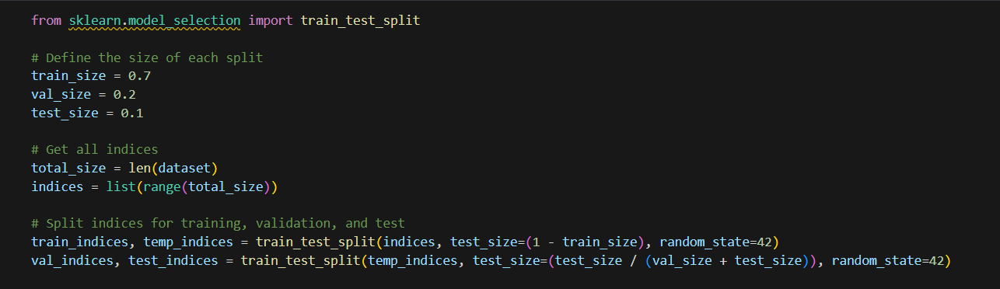 from sklearn.model_selection import train_test_split
# Define the size of each split
train_size = 0.7
val_size = 0.2
test_size = 0.1
# Get all indices
total_size = len(dataset)
indices = list(range(total_size))
# Split indices for training, validation, and test
train_indices, temp_indices = train_test_split(indices, test_size=(1 - train_size), random_state=42)
val_indices, test_indices = train_test_split(temp_indices, test_size=(test_size / (val_size + test_size)), random_state=42)